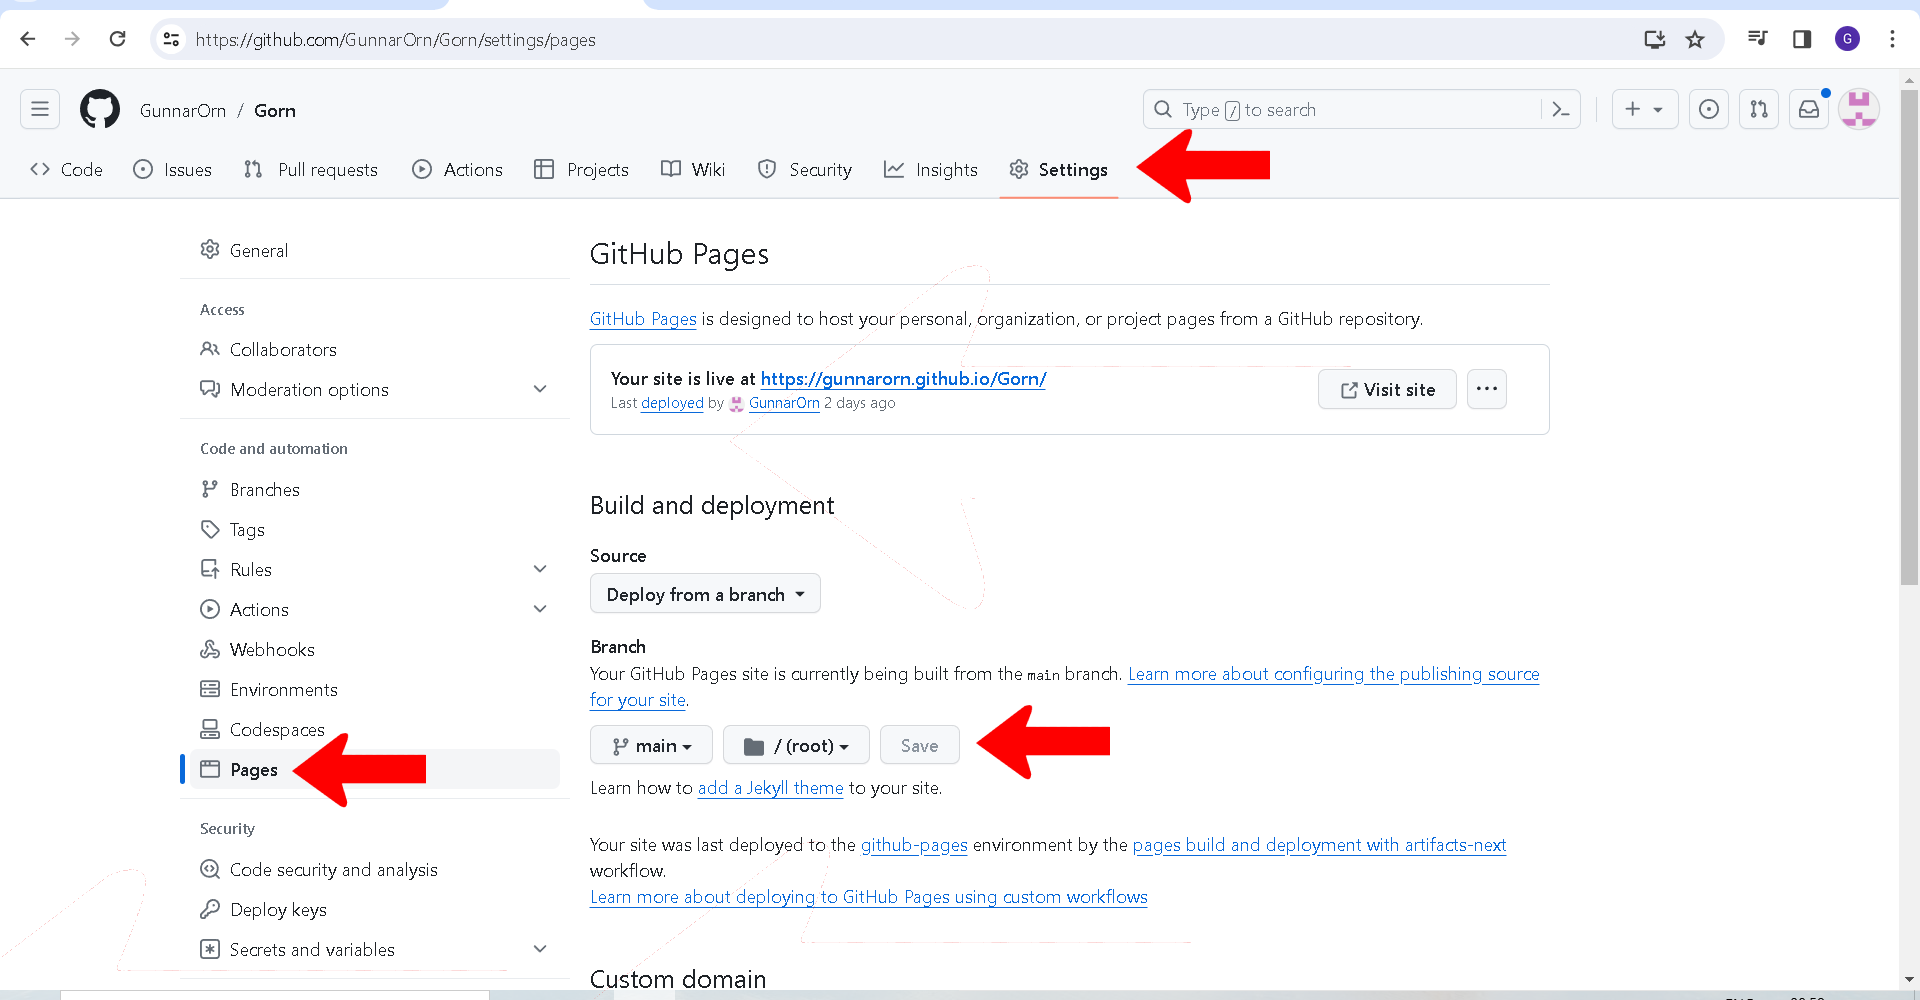 https://github.com/GunnarOrn/Gorn/settings/pages
G
GunnarOrn / Gorn
Type / to search
Code Issues Pull requests Actions Projects Wiki Security Insights Settings
General
Access
Collaborators
Moderation options
Code and automation
Branches
Tags
Rules
Actions
Webhooks
Environments
Codespaces
Pages
Security
Code security and analysis
Deploy keys
Secrets and variables
GitHub Pages
GitHub Pages is designed to host your personal, organization, or project pages from a GitHub repository.
Your site is live at https://gunnarorn.github.io/Gorn/
Last deployed by GunnarOrn 2 days ago
Visit site
Build and deployment
Source
Deploy from a branch
Branch
Your GitHub Pages site is currently being built from the main branch. Learn more about configuring the publishing source
for your site.
main / (root) Save
Learn how to add a Jekyll theme to your site.
Your site was last deployed to the github-pages environment by the pages build and deployment with artifacts-next
workflow.
Learn more about deploying to GitHub Pages using custom workflows
Custom domain